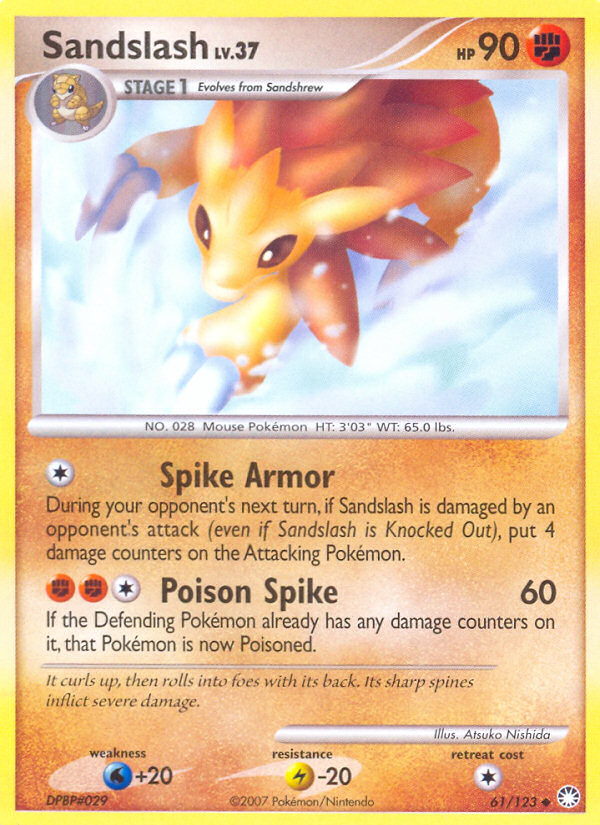 Sandslash LV.37 HP 90
STAGE 1 Evolves from Sandshrew
NO. 028 Mouse Pokémon HT: 3'03" WT: 65.0 lbs.
Spike Armor
During your opponent's next turn, if Sandslash is damaged by an
opponent's attack (even if Sandslash is Knocked Out), put 4
damage counters on the Attacking Pokémon.
Poison Spike 60
If the Defending Pokémon already has any damage counters on
it, that Pokémon is now Poisoned.
It curls up, then rolls into foes with its back. Its sharp spines
inflict severe damage.
Illus. Atsuko Nishida
weakness resistance retreat cost
+20 -20
DPBP#029 ©2007 Pokémon/Nintendo 61/123